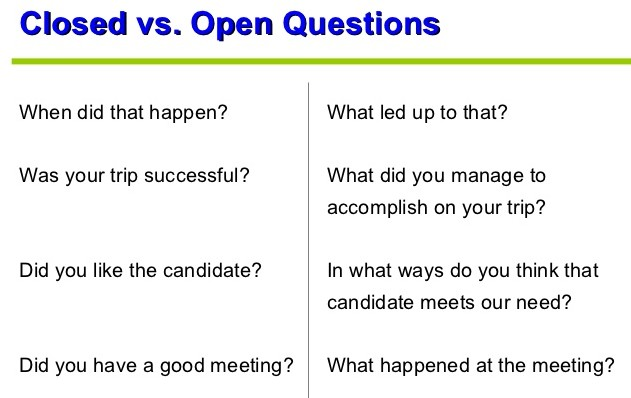 Closed vs. Open Questions
When did that happen?
What led up to that?
Was your trip successful?
What did you manage to
accomplish on your trip?
Did you like the candidate?
In what ways do you think that
candidate meets our need?
Did you have a good meeting?
What happened at the meeting?